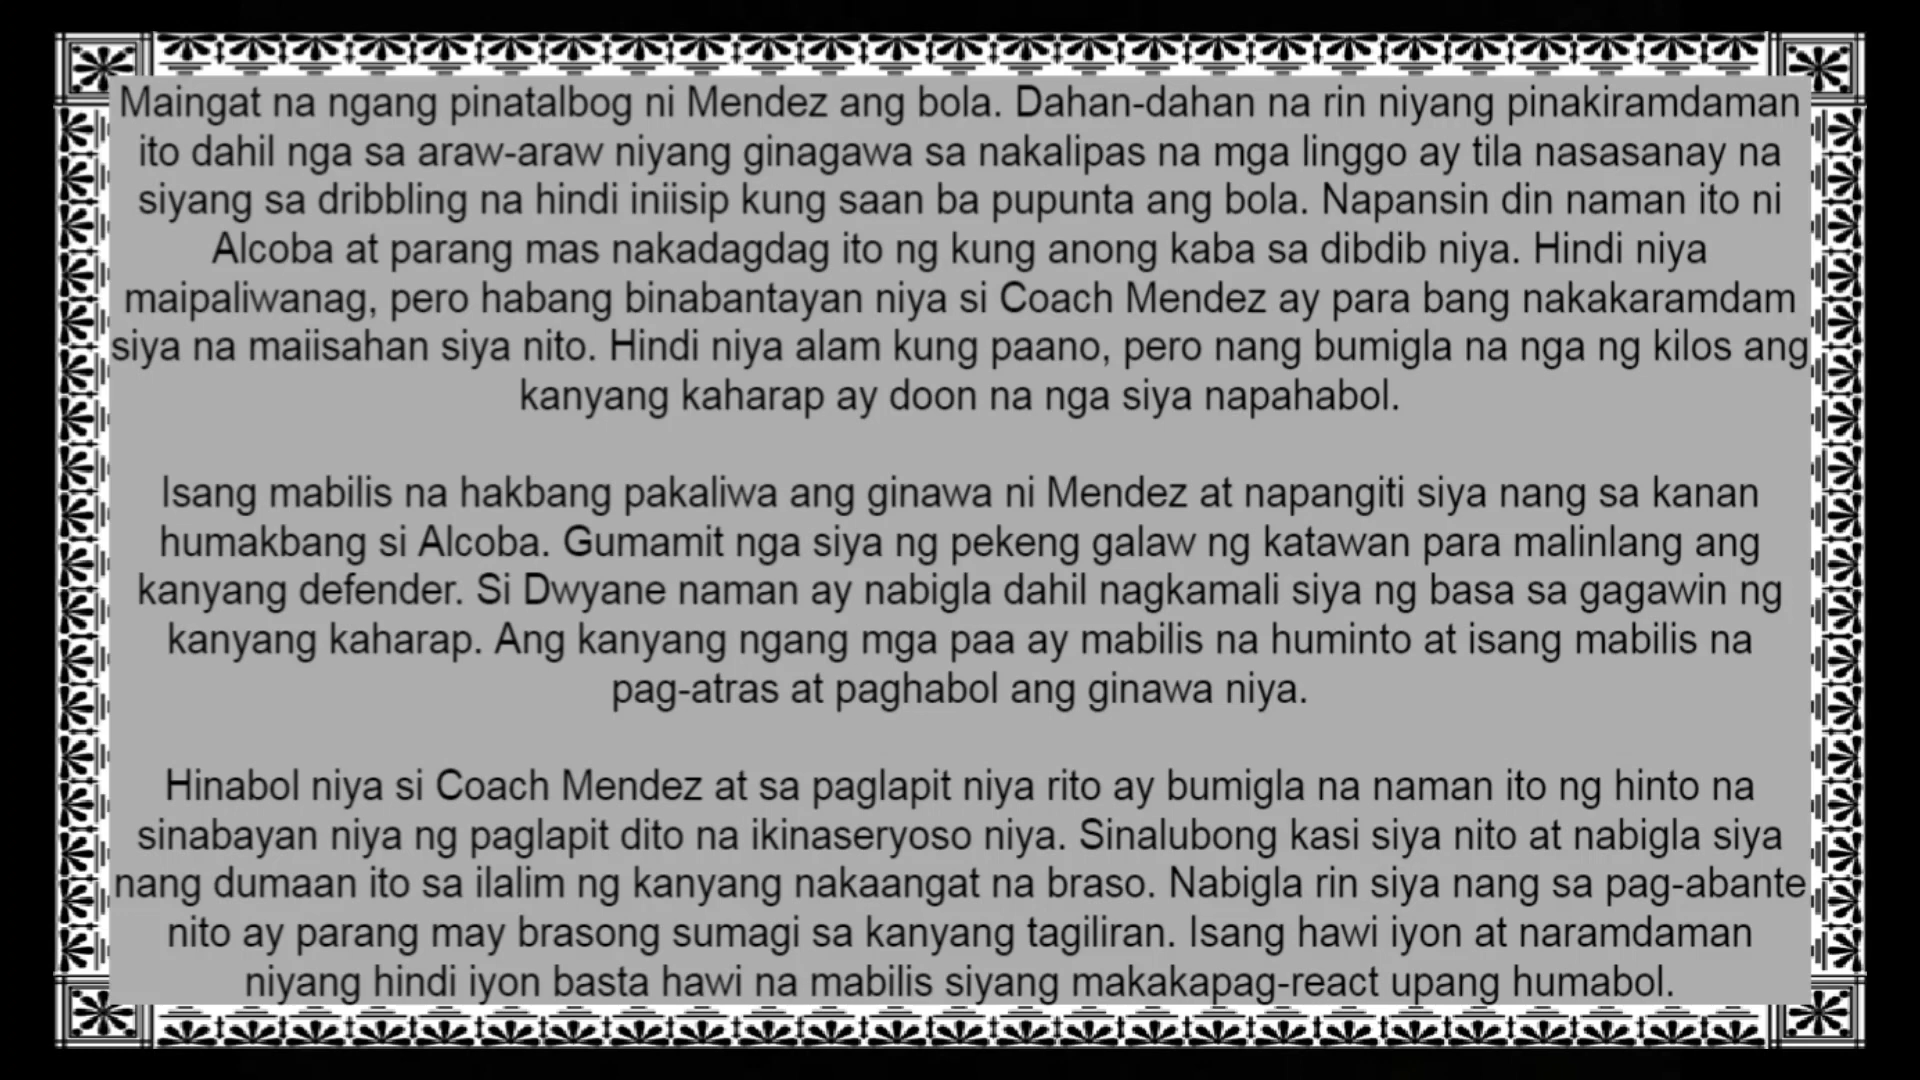 Maingat na ngang pinatalbog ni Mendez ang bola. Dahan-dahan na rin niyang pinakiramdaman
ito dahil nga sa araw-araw niyang ginagawa sa nakalipas na mga linggo ay tila nasasanay na
siyang sa dribbling na hindi iniisip kung saan ba pupunta ang bola. Napansin din naman ito ni
Alcoba at parang mas nakadagdag ito ng kung anong kaba sa dibdib niya. Hindi niya
maipaliwanag, pero habang binabantayan niya si Coach Mendez ay para bang nakakaramdam
siya na maiisahan siya nito. Hindi niya alam kung paano, pero nang bumigla na nga ng kilos ang
kanyang kaharap ay doon na nga siya napahabol.
Isang mabilis na hakbang pakaliwa ang ginawa ni Mendez at napangiti siya nang sa kanan
humakbang si Alcoba. Gumamit nga siya ng pekeng galaw ng katawan para malinlang ang
kanyang defender. Si Dwyane naman ay nabigla dahil nagkamali siya ng basa sa gagawin ng
kanyang kaharap. Ang kanyang ngang mga paa ay mabilis na huminto at isang mabilis na
pag-atras at paghabol ang ginawa niya.
Hinabol niya si Coach Mendez at sa paglapit niya rito ay bumigla na naman ito ng hinto na
sinabayan niya ng paglapit dito na ikinaseryoso niya. Sinalubong kasi siya nito at nabigla siya
nang dumaan ito sa ilalim ng kanyang nakaangat na braso. Nabigla rin siya nang sa pag-abante
nito ay parang may brasong sumagi sa kanyang tagiliran. Isang hawi iyon at naramdaman
niyang hindi iyon basta hawi na mabilis siyang makakapag-react upang humabol.